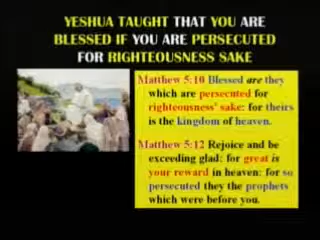 YESHUA TAUGHT THAT YOU ARE
BLESSED IF YOU ARE PERSECUTED
FOR RIGHTEOUSNESS SAKE
Matthew 5:10 Blessed are they
which are persecuted for
righteousness' sake: for theirs
is the kingdom of heaven.
Matthew 5:12 Rejoice and be
exceeding glad: for great is
your reward in heaven: for so
persecuted they the prophets
which were before you.